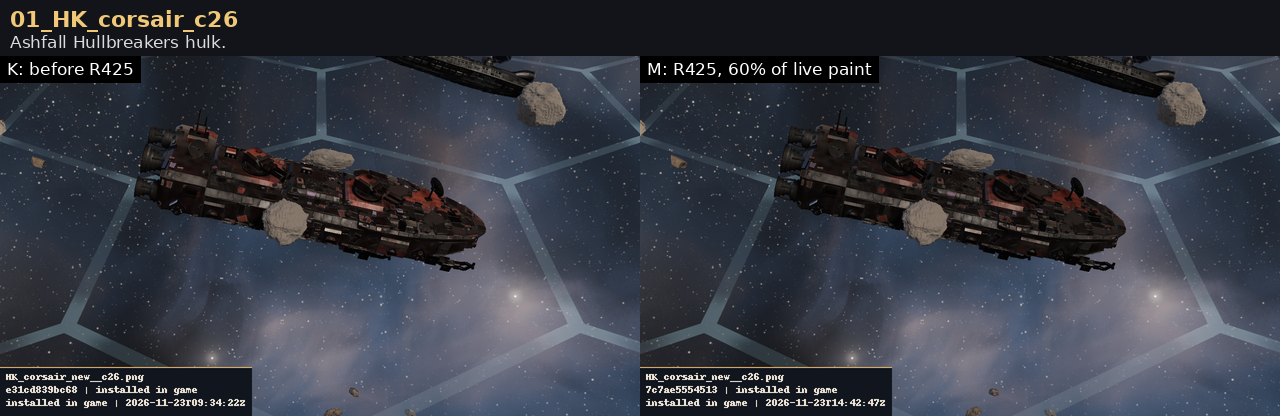 01_HK_corsair_c26
Ashfall Hullbreakers hulk.
K: before R425
M: R425, 60% of live paint
HK_corsair_new__c26.png
e31cd839bc68 | installed in game
installed in game | 2026-11-23T09:34:22Z
HK_corsair_new__c26.png
7c7ae5554513 | installed in game
installed in game | 2026-11-23T14:42:47Z